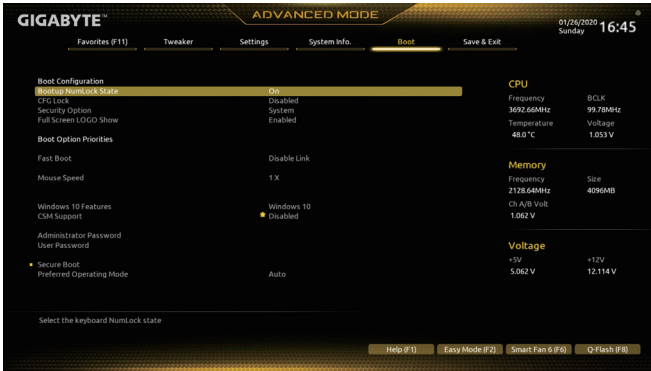 GIGABYTE™
ADVANCED MODE
01/26/2020 Sunday 16:45
Favorites (F11) Tweaker Settings System Info. Boot Save & Exit
Boot Configuration
Bootup NumLock State On
CFG Lock Disabled
Security Option System
Full Screen LOGO Show Enabled
Boot Option Priorities
Fast Boot Disable Link
Mouse Speed 1 X
Windows 10 Features Windows 10
CSM Support Disabled
Administrator Password
User Password
Secure Boot
Preferred Operating Mode Auto
Select the keyboard NumLock state
CPU
Frequency BCLK
3692.66MHz 99.78MHz
Temperature Voltage
48.0 °C 1.053 V
Memory
Frequency Size
2128.64MHz 4096MB
Ch A/B Volt
1.062 V
Voltage
+5V +12V
5.062 V 12.114 V
Help (F1) Easy Mode (F2) Smart Fan 6 (F6) Q-Flash (F8)